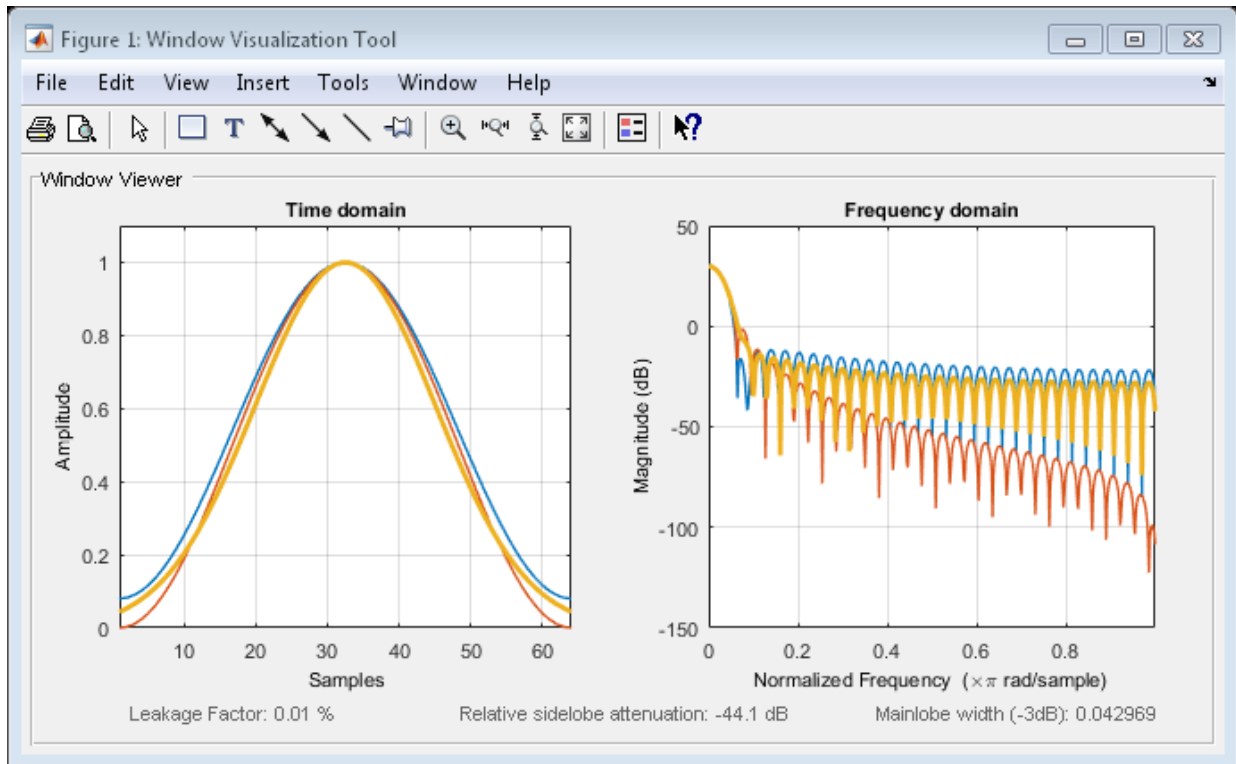 Figure 1: Window Visualization Tool
File Edit View Insert Tools Window Help
T
?
Window Viewer
Time domain
1
0.8
0.6
0.4
0.2
0
Amplitude
10 20 30 40 50 60
Samples
Frequency domain
50
0
-50
-100
-150
Magnitude (dB)
0 0.2 0.4 0.6 0.8
Normalized Frequency (×π rad/sample)
Leakage Factor: 0.01 % Relative sidelobe attenuation: -44.1 dB Mainlobe width (-3dB): 0.042969